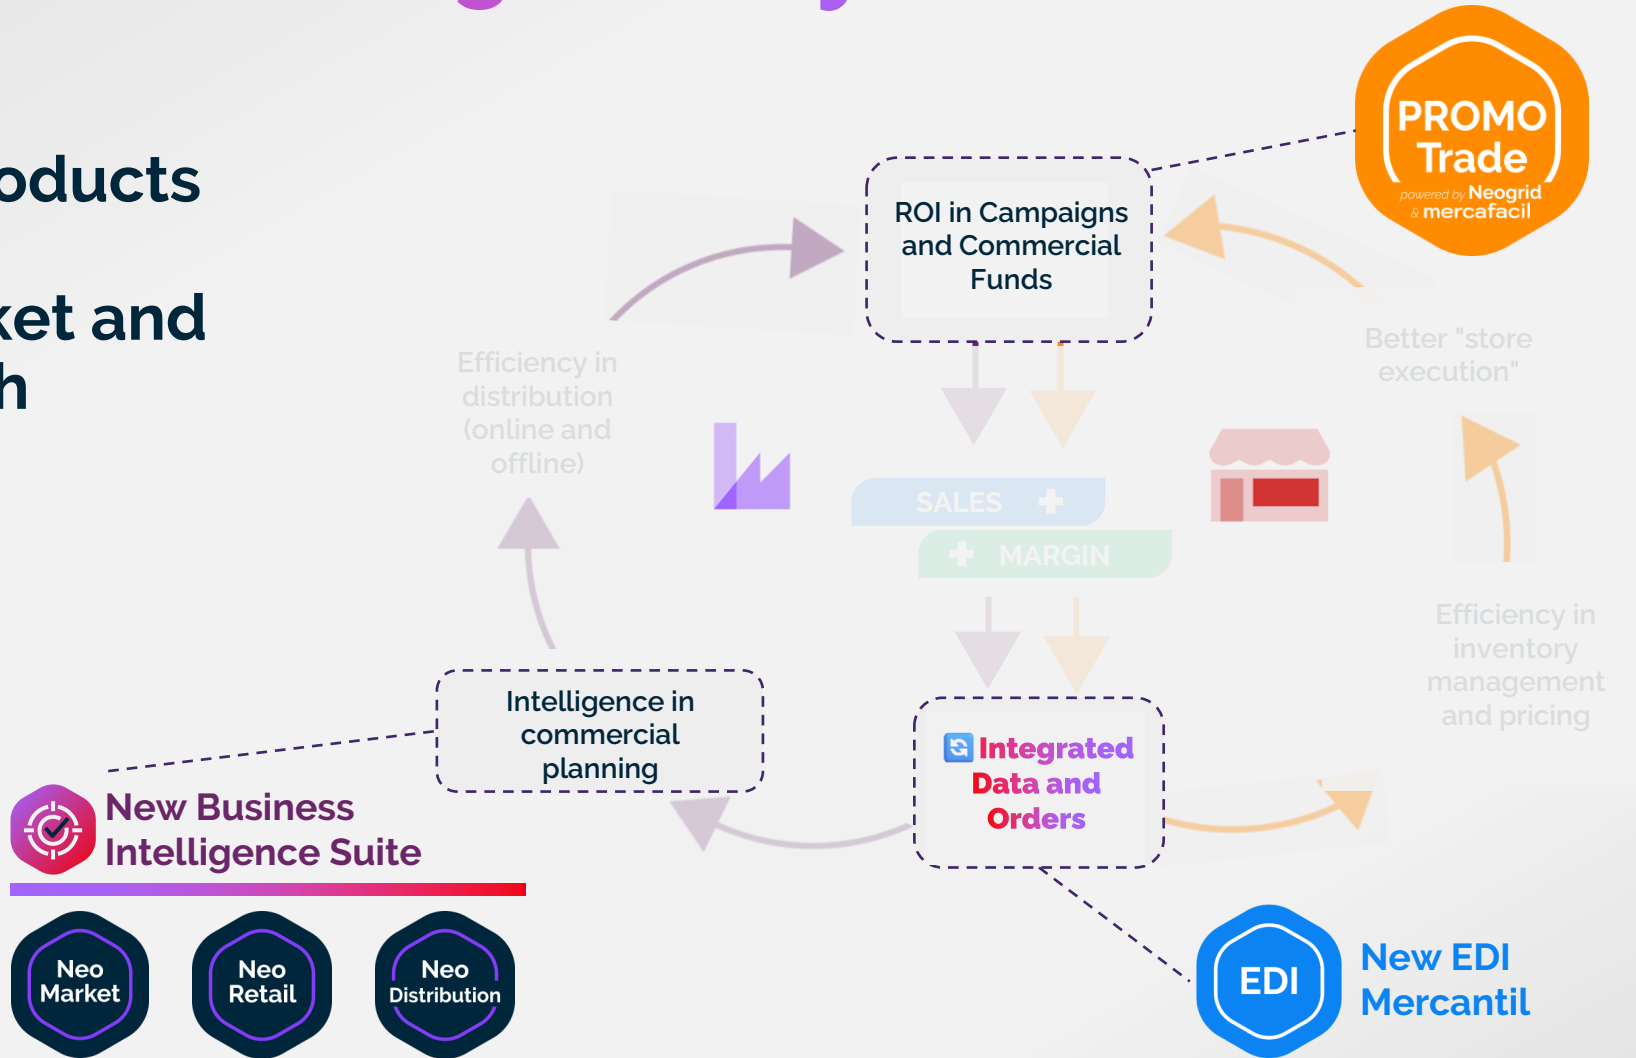 oducts
ket and
h
PROMO
Trade
powered by Neogrid
& mercafacil
ROI in Campaigns
and Commercial
Funds
Better "store
execution"
Efficiency in
distribution
(online and
offline)
SALES
MARGIN
Efficiency in
inventory
management
and pricing
Intelligence in
commercial
planning
Integrated
Data and
Orders
New Business
Intelligence Suite
Neo
Market
Neo
Retail
Neo
Distribution
EDI
New EDI
Mercantil